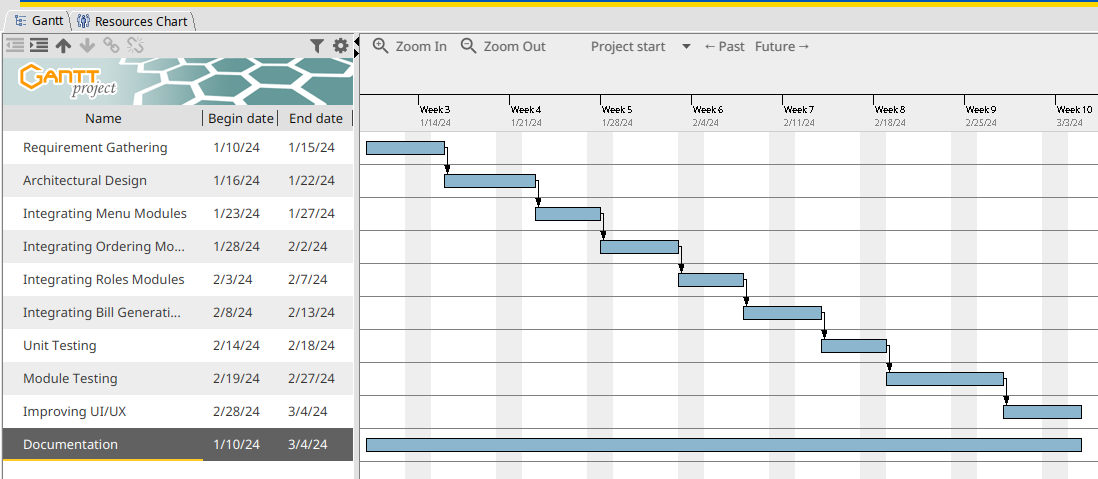 Gantt Resources Chart
Zoom In Zoom Out Project start ← Past Future →
GANTT
project
Week 3 Week 4 Week 5 Week 6 Week 7 Week 8 Week 9 Week 10
1/14/24 1/21/24 1/28/24 2/4/24 2/11/24 2/18/24 2/25/24 3/3/24
Name Begin date End date
Requirement Gathering 1/10/24 1/15/24
Architectural Design 1/16/24 1/22/24
Integrating Menu Modules 1/23/24 1/27/24
Integrating Ordering Mo... 1/28/24 2/2/24
Integrating Roles Modules 2/3/24 2/7/24
Integrating Bill Generati... 2/8/24 2/13/24
Unit Testing 2/14/24 2/18/24
Module Testing 2/19/24 2/27/24
Improving UI/UX 2/28/24 3/4/24
Documentation 1/10/24 3/4/24